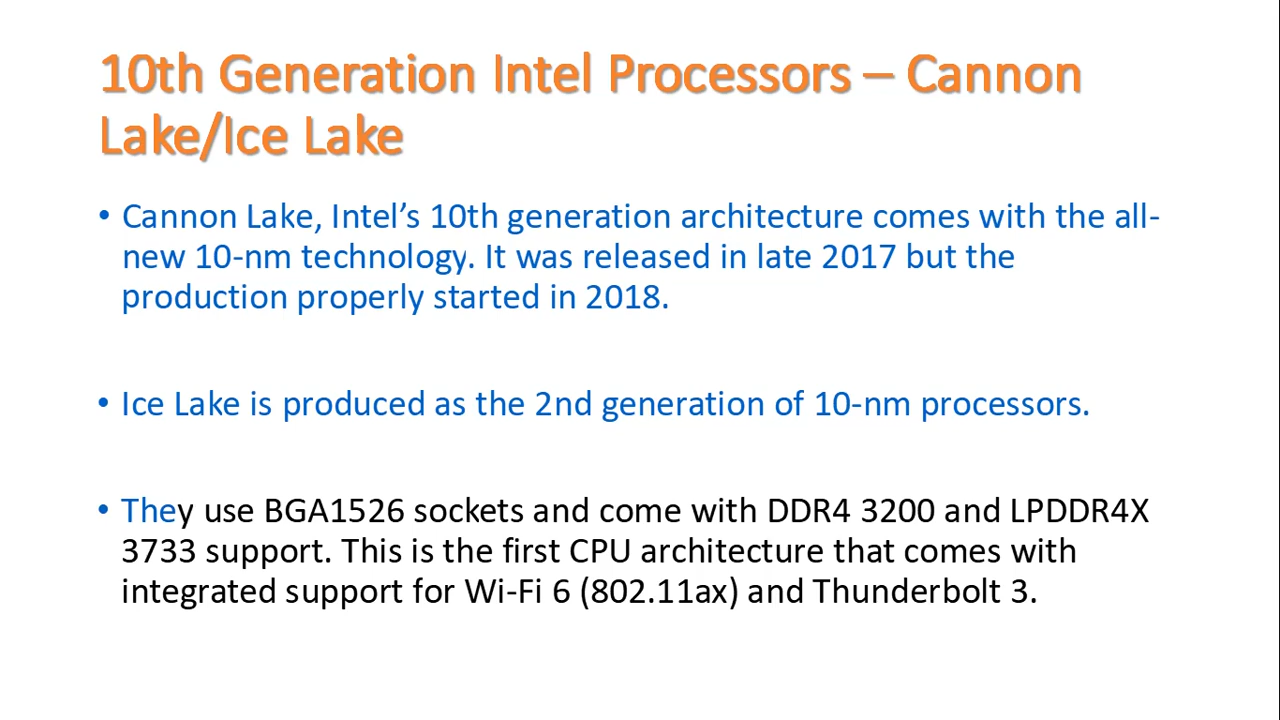 10th Generation Intel Processors – Cannon
Lake/Ice Lake
• Cannon Lake, Intel’s 10th generation architecture comes with the all-
new 10-nm technology. It was released in late 2017 but the
production properly started in 2018.
• Ice Lake is produced as the 2nd generation of 10-nm processors.
• They use BGA1526 sockets and come with DDR4 3200 and LPDDR4X
3733 support. This is the first CPU architecture that comes with
integrated support for Wi-Fi 6 (802.11ax) and Thunderbolt 3.